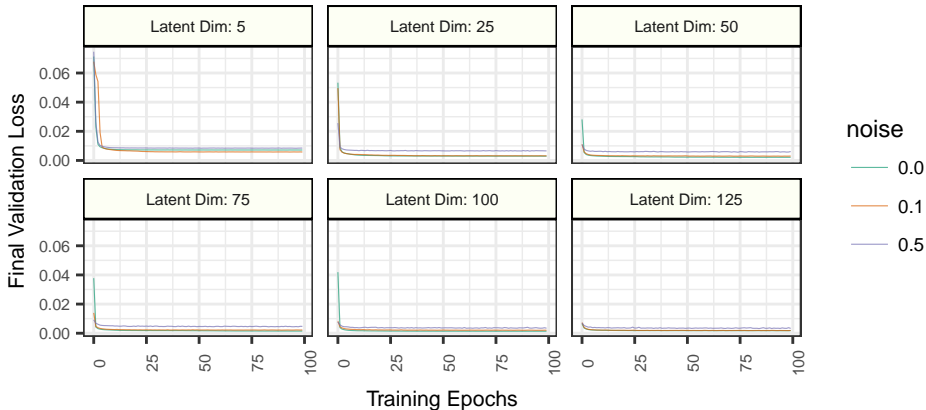 Latent Dim: 5
Latent Dim: 25
Latent Dim: 50
0.06
0.04
0.02
0.00
Latent Dim: 75
Latent Dim: 100
Latent Dim: 125
0.06
0.04
0.02
0.00
0 25 50 75 100
0 25 50 75 100
0 25 50 75 100
Final Validation Loss
Training Epochs
noise
0.0
0.1
0.5